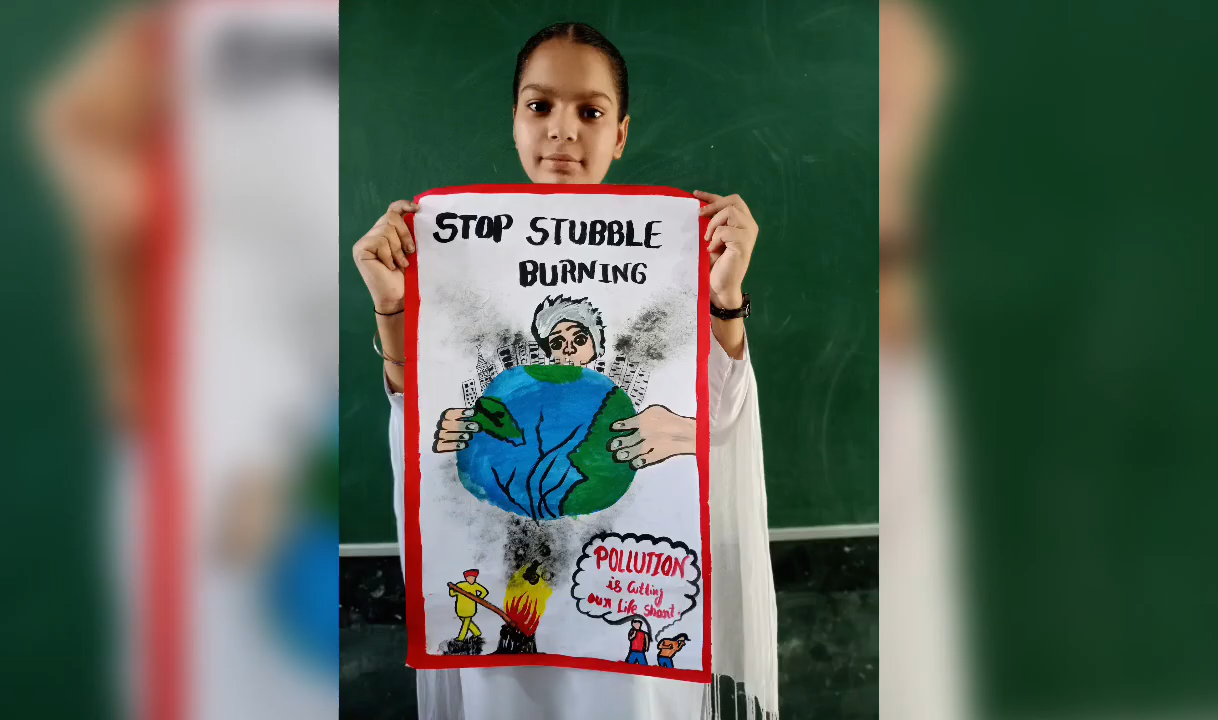 STOP STUBBLE
BURNING
POLLUTION
is Cutting
our Life Short.